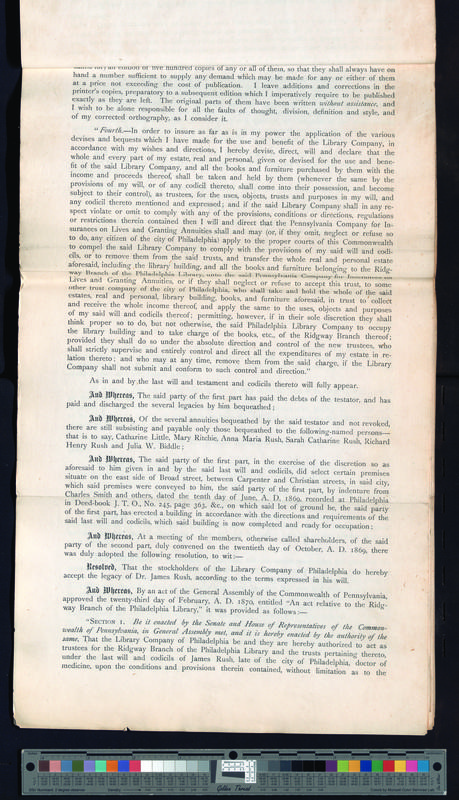 an edition of five hundred copies of any or all of them, so that they shall always have on
hand a number sufficient to supply any demand which may be made for any or either of them
at a price not exceeding the cost of publication. I leave additions and corrections in the
printer's copies, preparatory to a subsequent edition which I imperatively require to be published
exactly as they are left. The original parts of them have been written without assistance, and
I wish to be alone responsible for all the faults of thought, division, definition and style, and
of my corrected orthography, as I consider it.
"Fourth.—In order to insure as far as is in my power the application of the various
devises and bequests which I have made for the use and benefit of the Library Company, in
accordance with my wishes and directions, I hereby devise, direct, will and declare that the
whole and every part of my estate, real and personal, given or devised for the use and bene-
fit of the said Library Company, and all the books and furniture purchased by them with the
income and proceeds thereof, shall be taken and held by them (whenever the same by the
provisions of my will, or of any codicil thereto, shall come into their possession, and become
subject to their control), as trustees, for the uses, objects, trusts and purposes in my will, and
any codicil thereto mentioned and expressed; and if the said Library Company shall in any re-
spect violate or omit to comply with any of the provisions, conditions or directions, regulations
or restrictions therein contained then I will and direct that the Pennsylvania Company for In-
surances on Lives and Granting Annuities shall and may (or, if they omit, neglect or refuse so
to do, any citizen of the city of Philadelphia) apply to the proper courts of this Commonwealth
to compel the said Library Company to comply with the provisions of my said will and codi-
cils, or to remove them from the said trusts, and transfer the whole real and personal estate
aforesaid, including the library building, and all the books and furniture belonging to the Ridg-
way Branch of the Philadelphia Library, unto the said Pennsylvania Company for Insurances on
Lives and Granting Annuities, or if they shall neglect or refuse to accept this trust, to some
other trust company of the city of Philadelphia, who shall take and hold the whole of the said
estates, real and personal, library building, books, and furniture aforesaid, in trust to collect
and receive the whole income thereof, and apply the same to the uses, objects and purposes
of my said will and codicils thereof; permitting, however, if in their sole discretion they shall
think proper so to do, but not otherwise, the said Philadelphia Library Company to occupy
the library building and to take charge of the books, etc., of the Ridgway Branch thereof;
provided they shall do so under the absolute direction and control of the new trustees, who
shall strictly supervise and entirely control and direct all the expenditures of my estate in re-
lation thereto; and who may at any time, remove them from the said charge, if the Library
Company shall not submit and conform to such control and direction."
As in and by the last will and testament and codicils thereto will fully appear.
And Whereas, The said party of the first part has paid the debts of the testator, and has
paid and discharged the several legacies by him bequeathed;
And Whereas, Of the several annuities bequeathed by the said testator and not revoked,
there are still subsisting and payable only those bequeathed to the following-named persons—
that is to say, Catharine Little, Mary Ritchie, Anna Maria Rush, Sarah Catharine Rush, Richard
Henry Rush and Julia W. Biddle;
And Whereas, The said party of the first part, in the exercise of the discretion so as
aforesaid to him given in and by the said last will and codicils, did select certain premises
situate on the east side of Broad street, between Carpenter and Christian streets, in said city,
which said premises were conveyed to him, the said party of the first part, by indenture from
Charles Smith and others, dated the tenth day of June, A. D. 1869, recorded at Philadelphia
in Deed-book J. T. O., No. 245, page 363, &c., on which said lot of ground he, the said party
of the first part, has erected a building in accordance with the directions and requirements of the
said last will and codicils, which said building is now completed and ready for occupation;
And Whereas, At a meeting of the members, otherwise called shareholders, of the said
party of the second part, duly convened on the twentieth day of October, A. D. 1869, there
was duly adopted the following resolution, to wit:—
Resolved, That the stockholders of the Library Company of Philadelphia do hereby
accept the legacy of Dr. James Rush, according to the terms expressed in his will.
And Whereas, By an act of the General Assembly of the Commonwealth of Pennsylvania,
approved the twenty-third day of February, A. D. 1870, entitled "An act relative to the Ridg-
way Branch of the Philadelphia Library," it was provided as follows:—
"SECTION 1. Be it enacted by the Senate and House of Representatives of the Common-
wealth of Pennsylvania, in General Assembly met, and it is hereby enacted by the authority of the
same, That the Library Company of Philadelphia be and they are hereby authorized to act as
trustees for the Ridgway Branch of the Philadelphia Library and the trusts pertaining thereto,
under the last will and codicils of James Rush, late of the city of Philadelphia, doctor of
medicine, upon the conditions and provisions therein contained, without limitation as to the
Golden Thread